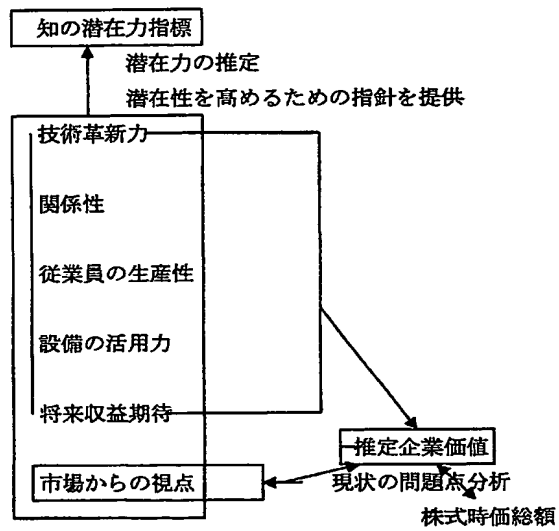 知の潜在力指標
潜在力の推定
潜在性を高めるための指針を提供
技術革新力
関係性
従業員の生産性
設備の活用力
将来収益期待
推定企業価値
市場からの視点
現状の問題点分析
株式時価総額